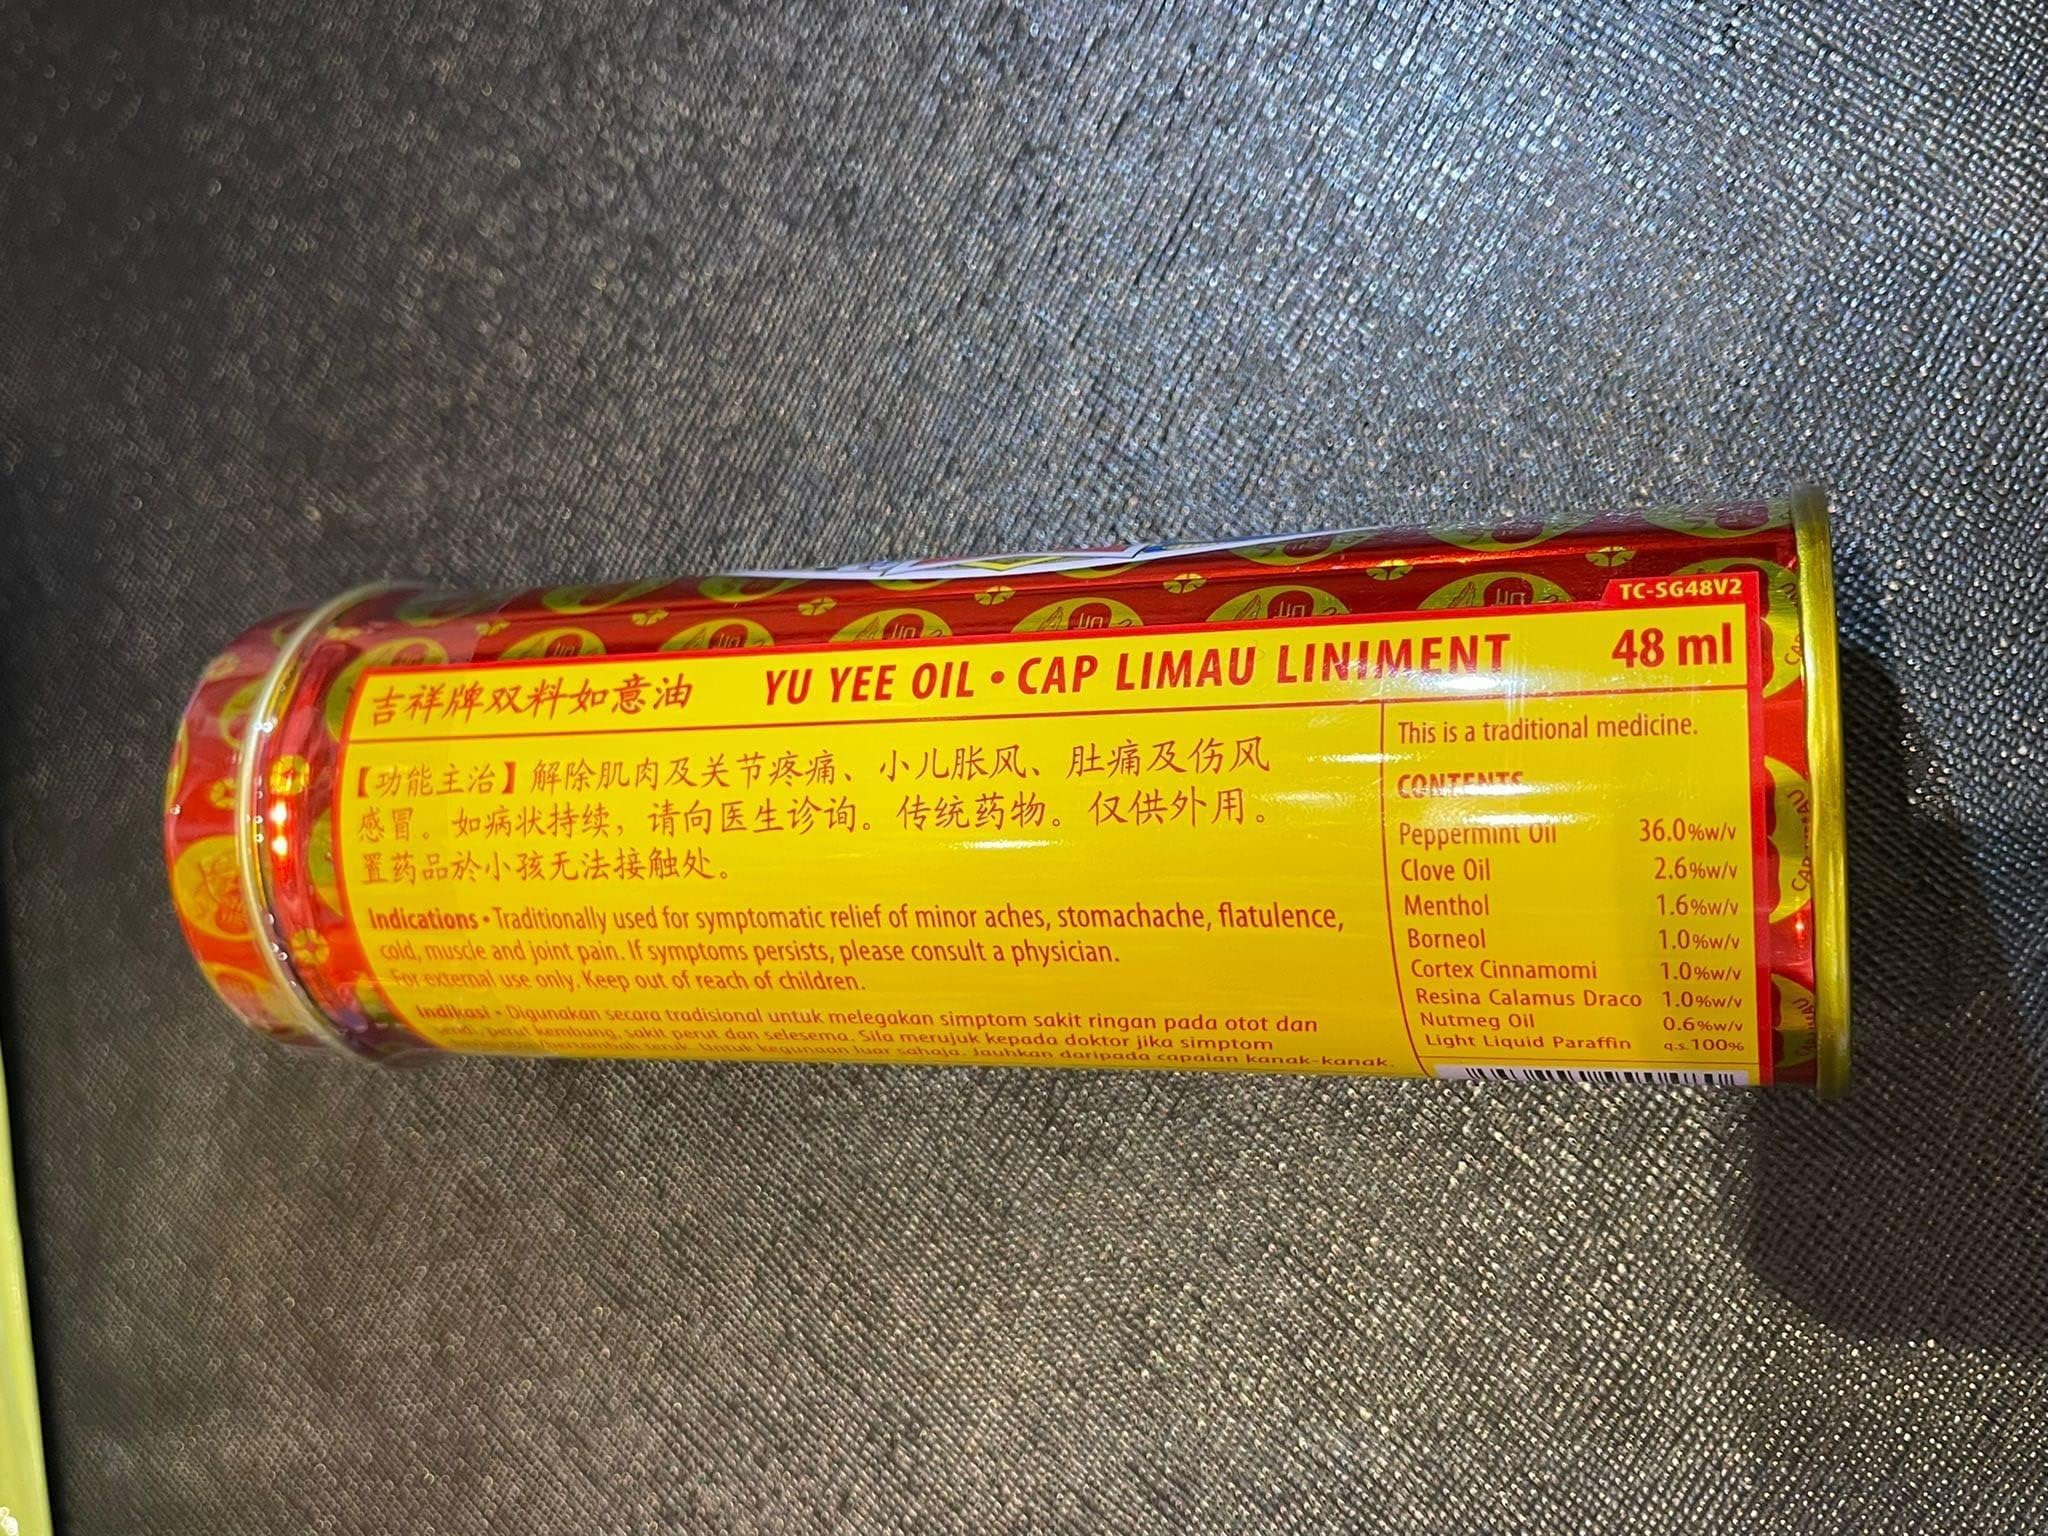 TC-SG48V2
吉祥牌双料如意油 YU YEE OIL • CAP LIMAU LINIMENT 48 ml
【功能主治】解除肌肉及关节疼痛、小儿胀风、肚痛及伤风
感冒。如病状持续，请向医生诊询。传统药物。仅供外用。
置药品於小孩无法接触处。
Indications • Traditionally used for symptomatic relief of minor aches, stomachache, flatulence,
cold, muscle and joint pain. If symptoms persists, please consult a physician.
For external use only. Keep out of reach of children.
Indikasi • Digunakan secara tradisional untuk melegakan simptom sakit ringan pada otot dan
sendi, perut kembung, sakit perut dan selesema. Sila merujuk kepada doktor jika simptom
untuk kegunaan luar sahaja. Jauhkan daripada capaian kanak-kanak.
This is a traditional medicine.
CONTENTS
Peppermint Oil 36.0%w/v
Clove Oil 2.6%w/v
Menthol 1.6%w/v
Borneol 1.0%w/v
Cortex Cinnamomi 1.0%w/v
Resina Calamus Draco 1.0%w/v
Nutmeg Oil 0.6%w/v
Light Liquid Paraffin q.s.100%